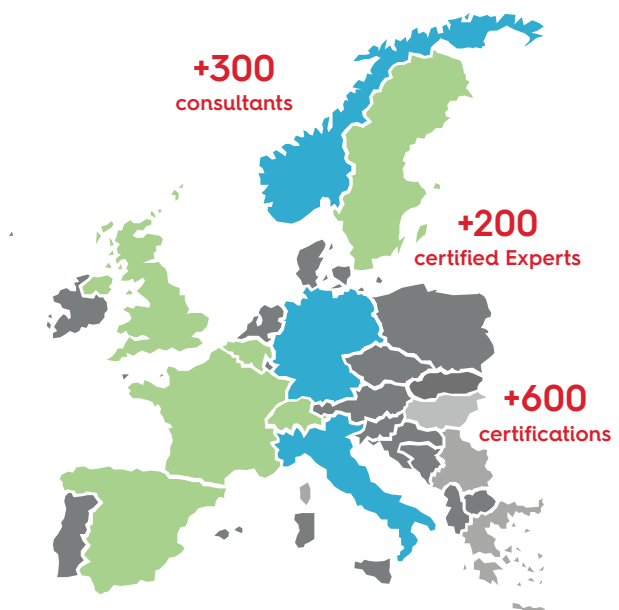 +300
consultants
+200
certified Experts
+600
certifications